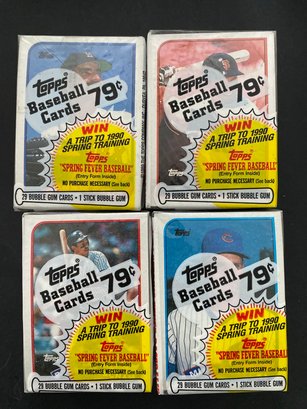 Topps
Topps
Baseball
Cards
79¢
WIN
A TRIP TO 1990
SPRING TRAINING
Topps
"SPRING FEVER BASEBALL"
(Entry Form Inside)
NO PURCHASE NECESSARY (See back)
29 BUBBLE GUM CARDS • 1 STICK BUBBLE GUM
Topps
Topps
Baseball
Cards
79¢
WIN
A TRIP TO 1990
SPRING TRAINING
Topps
"SPRING FEVER BASEBALL"
(Entry Form Inside)
NO PURCHASE NECESSARY (See back)
29 BUBBLE GUM CARDS • 1 STICK BUBBLE GUM
Topps
Baseball
Cards
79¢
WIN
A TRIP TO 1990
SPRING TRAINING
Topps
"SPRING FEVER BASEBALL"
(Entry Form Inside)
NO PURCHASE NECESSARY (See back)
29 BUBBLE GUM CARDS • 1 STICK BUBBLE GUM
Topps
Topps
Baseball
Cards
79¢
WIN
A TRIP TO 1990
SPRING TRAINING
Topps
"SPRING FEVER BASEBALL"
(Entry Form Inside)
NO PURCHASE NECESSARY (See back)
29 BUBBLE GUM CARDS • 1 STICK BUBBLE GUM